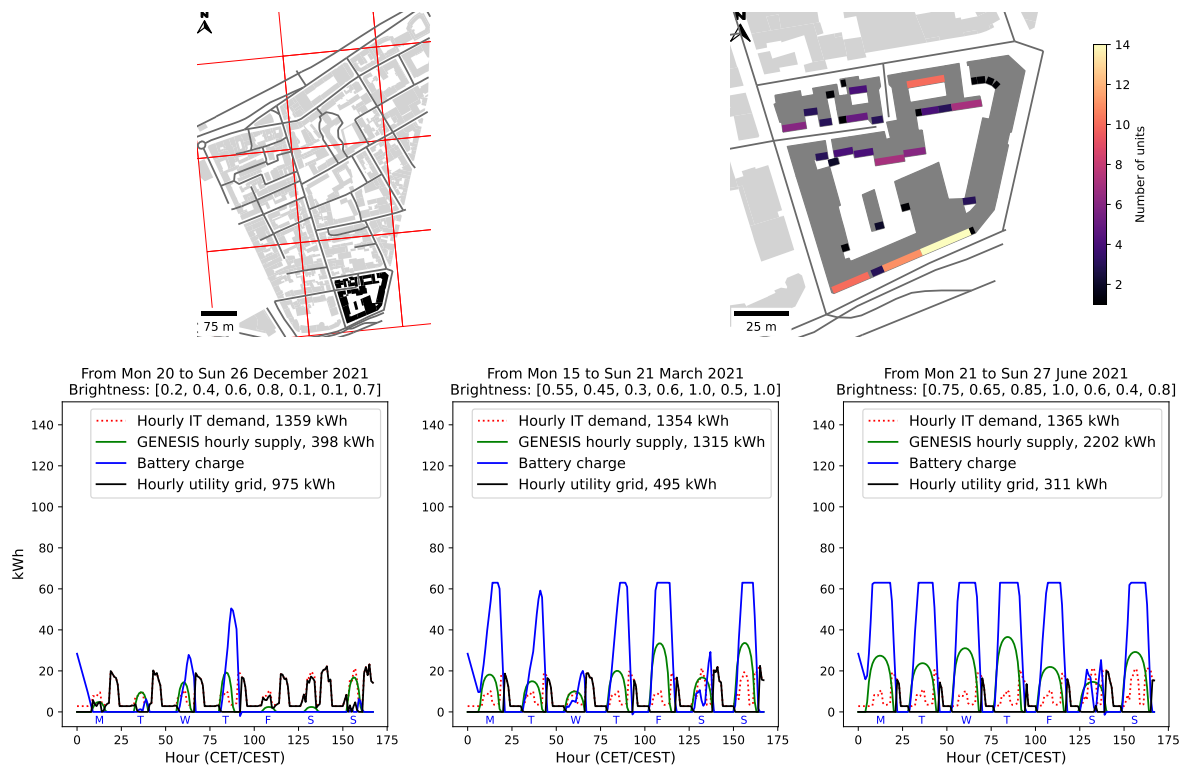 N
75 m
N
25 m
14
12
10
8
6
4
2
Number of units
From Mon 20 to Sun 26 December 2021
Brightness: [0.2, 0.4, 0.6, 0.8, 0.1, 0.1, 0.7]
Hourly IT demand, 1359 kWh
GENESIS hourly supply, 398 kWh
Battery charge
Hourly utility grid, 975 kWh
kWh
140
120
100
80
60
40
20
0
M T W T F S S
0 25 50 75 100 125 150 175
Hour (CET/CEST)
From Mon 15 to Sun 21 March 2021
Brightness: [0.55, 0.45, 0.3, 0.6, 1.0, 0.5, 1.0]
Hourly IT demand, 1354 kWh
GENESIS hourly supply, 1315 kWh
Battery charge
Hourly utility grid, 495 kWh
140
120
100
80
60
40
20
0
M T W T F S S
0 25 50 75 100 125 150 175
Hour (CET/CEST)
From Mon 21 to Sun 27 June 2021
Brightness: [0.75, 0.65, 0.85, 1.0, 0.6, 0.4, 0.8]
Hourly IT demand, 1365 kWh
GENESIS hourly supply, 2202 kWh
Battery charge
Hourly utility grid, 311 kWh
140
120
100
80
60
40
20
0
M T W T F S S
0 25 50 75 100 125 150 175
Hour (CET/CEST)